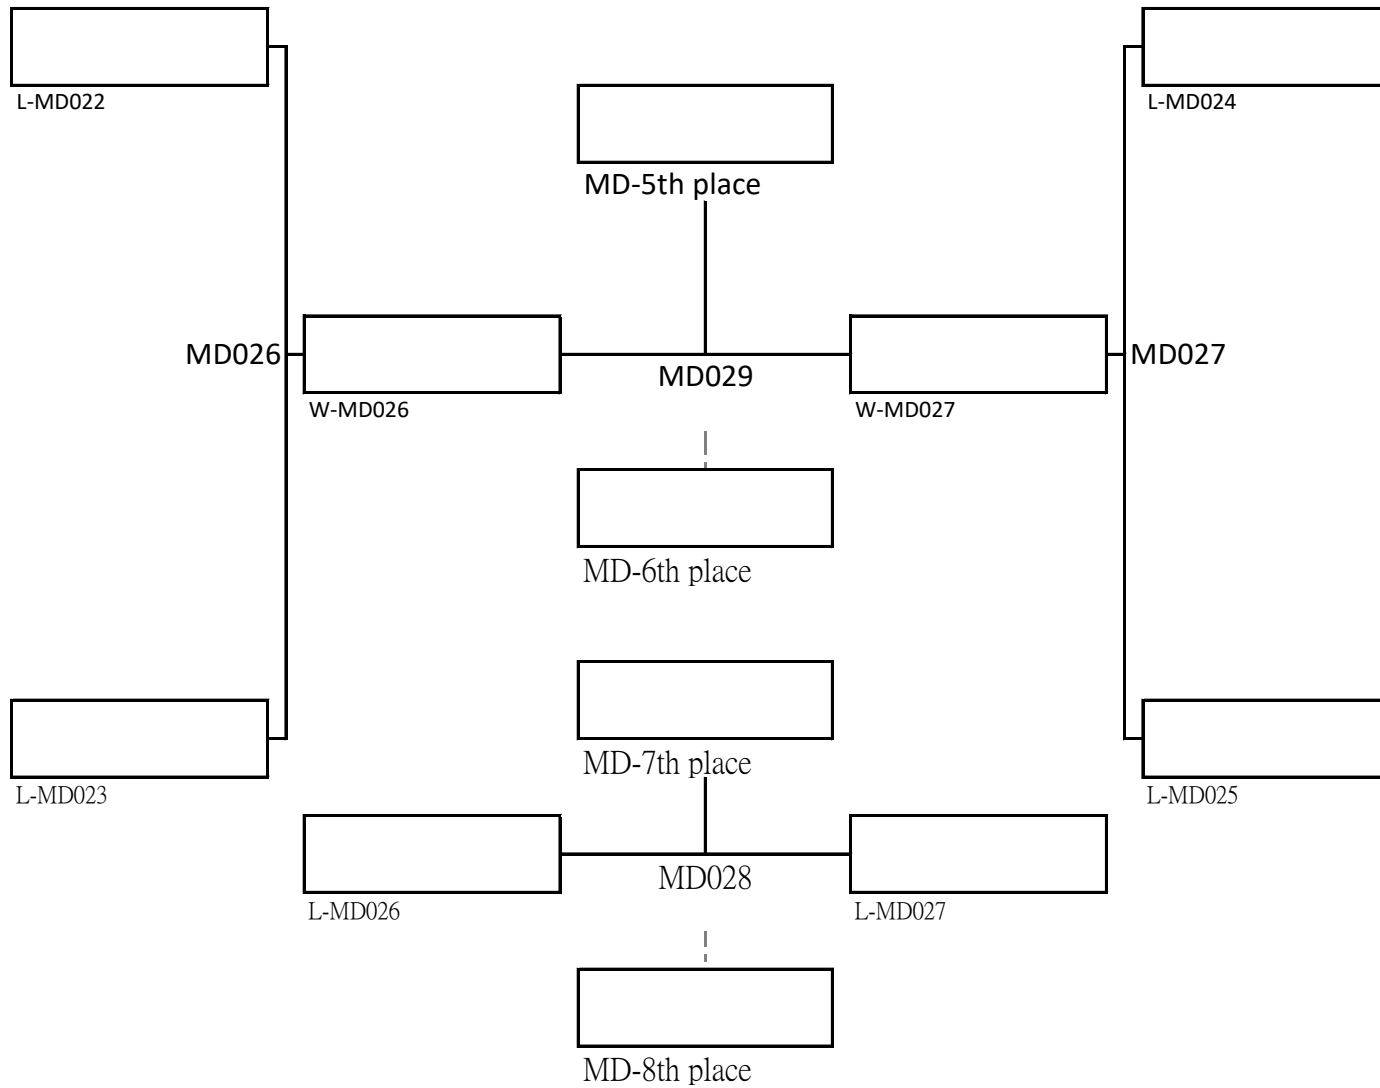 L-MD022
L-MD024
MD-5th place
MD026
MD027
MD029
W-MD026
W-MD027
MD-6th place
MD-7th place
L-MD023
L-MD025
MD028
L-MD026
L-MD027
MD-8th place